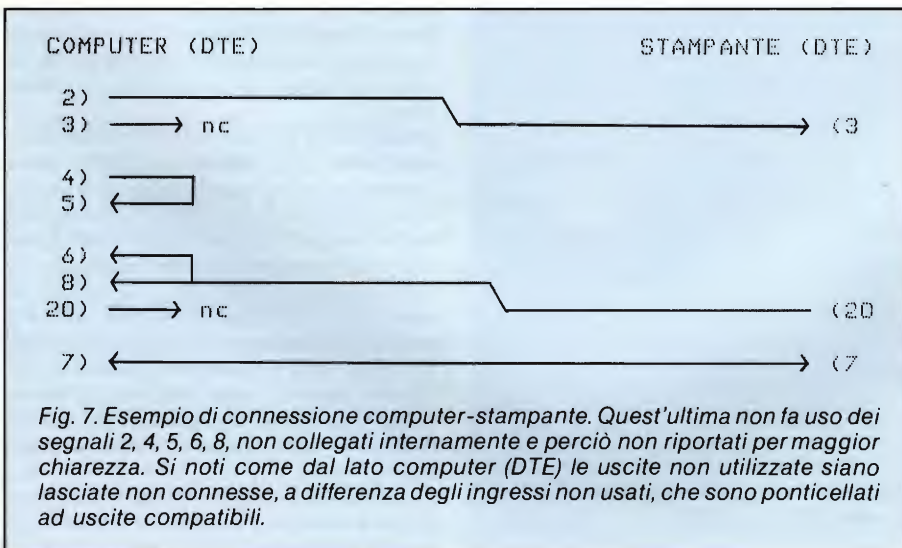 COMPUTER (DTE) STAMPANTE (DTE)
2)
3) nc (3
4)
5)
6)
8)
20) nc (20
7) (7
Fig. 7. Esempio di connessione computer-stampante. Quest'ultima non fa uso dei
segnali 2, 4, 5, 6, 8, non collegati internamente e perciò non riportati per maggior
chiarezza. Si noti come dal lato computer (DTE) le uscite non utilizzate siano
lasciate non connesse, a differenza degli ingressi non usati, che sono ponticellati
ad uscite compatibili.